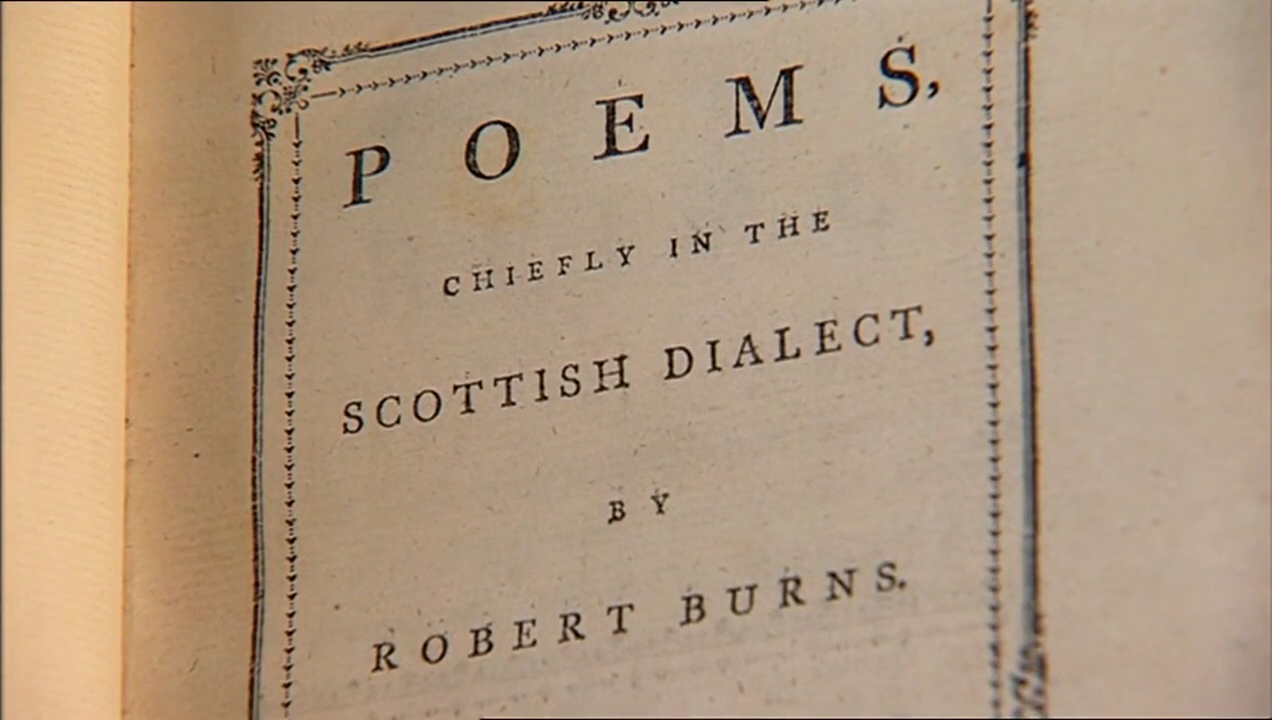 POEMS,
CHIEFLY IN THE
SCOTTISH DIALECT,
BY
ROBERT BURNS.